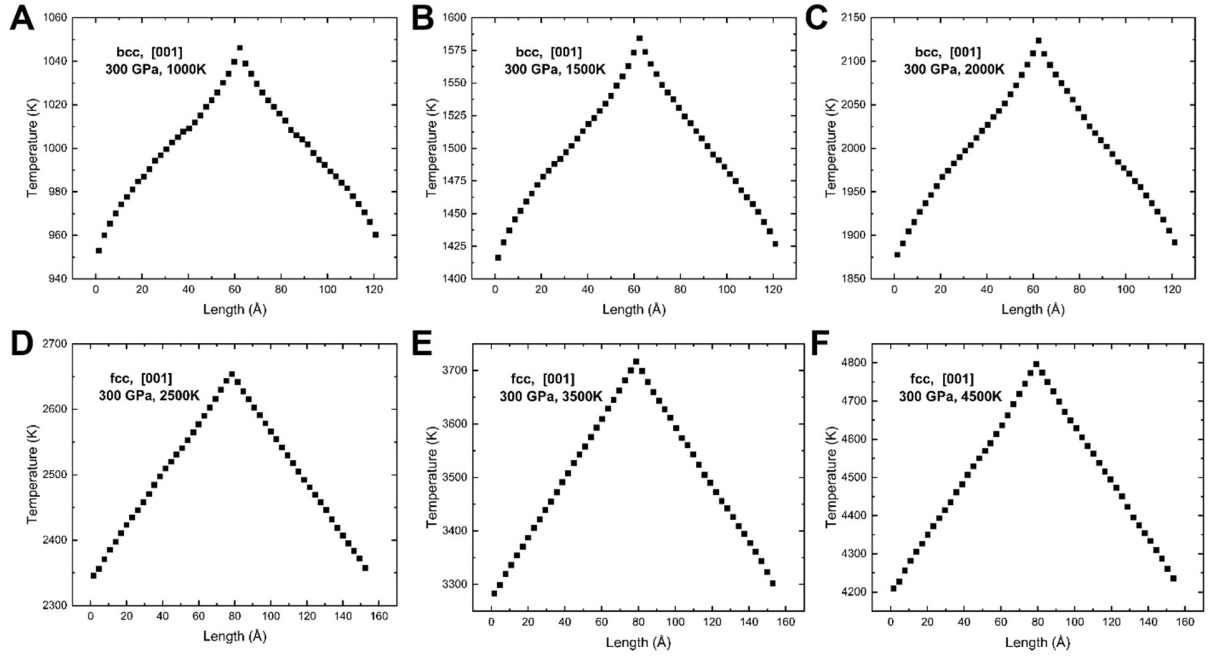 A
bcc, [001]
300 GPa, 1000K
Temperature (K)
1060
1040
1020
1000
980
960
940
0 20 40 60 80 100 120
Length (Å)
B
bcc, [001]
300 GPa, 1500K
Temperature (K)
1600
1575
1550
1525
1500
1475
1450
1425
1400
0 20 40 60 80 100 120
Length (Å)
C
bcc, [001]
300 GPa, 2000K
Temperature (K)
2150
2100
2050
2000
1950
1900
1850
0 20 40 60 80 100 120
Length (Å)
D
fcc, [001]
300 GPa, 2500K
Temperature (K)
2700
2600
2500
2400
2300
0 20 40 60 80 100 120 140 160
Length (Å)
E
fcc, [001]
300 GPa, 3500K
Temperature (K)
3700
3600
3500
3400
3300
0 20 40 60 80 100 120 140 160
Length (Å)
F
fcc, [001]
300 GPa, 4500K
Temperature (K)
4800
4700
4600
4500
4400
4300
4200
0 20 40 60 80 100 120 140 160
Length (Å)